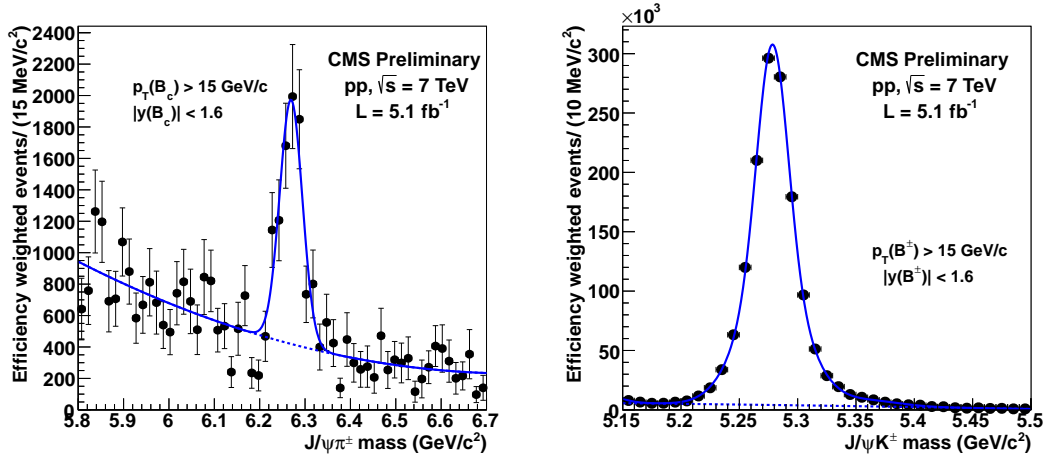 Efficiency weighted events/ (15 MeV/c²)
2400
2200
2000
1800
1600
1400
1200
1000
800
600
400
200
0
CMS Preliminary
pp, √s = 7 TeV
L = 5.1 fb⁻¹
p_T(B_c) > 15 GeV/c
|y(B_c)| < 1.6
5.8 5.9 6 6.1 6.2 6.3 6.4 6.5 6.6 6.7
J/ψπ± mass (GeV/c²)
×10³
Efficiency weighted events/ (10 MeV/c²)
300
250
200
150
100
50
0
CMS Preliminary
pp, √s = 7 TeV
L = 5.1 fb⁻¹
p_T(B±) > 15 GeV/c
|y(B±)| < 1.6
5.15 5.2 5.25 5.3 5.35 5.4 5.45 5.5
J/ψK± mass (GeV/c²)